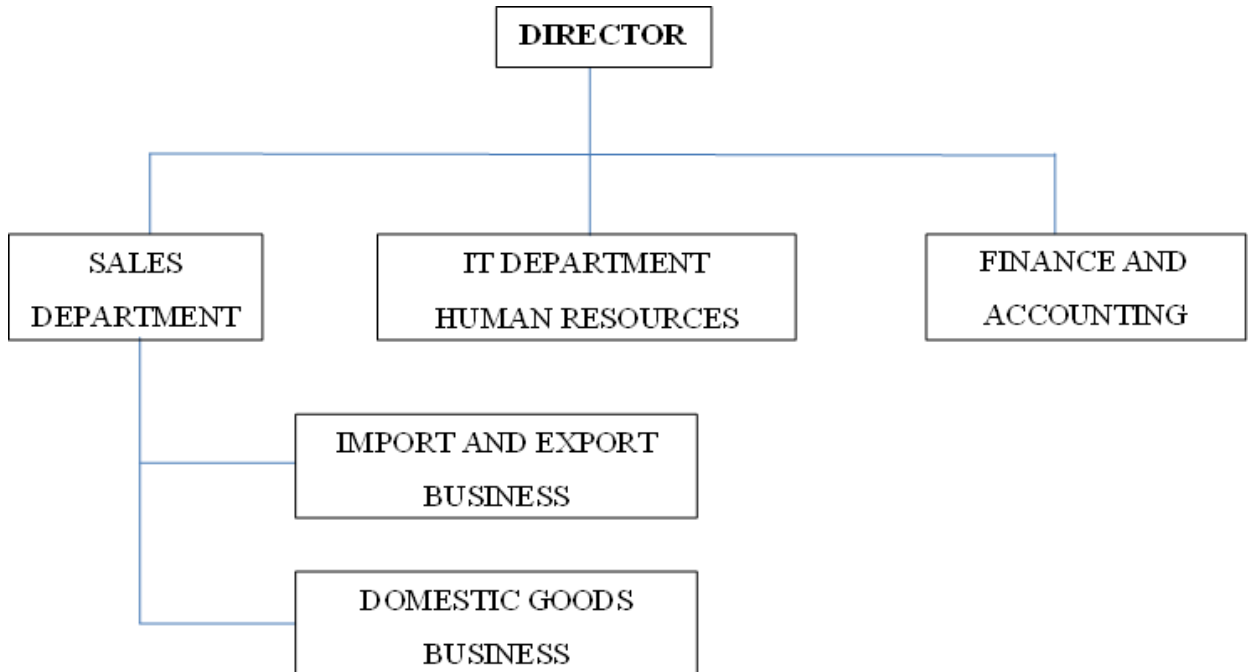 DIRECTOR
SALES
DEPARTMENT
IT DEPARTMENT
HUMAN RESOURCES
FINANCE AND
ACCOUNTING
IMPORT AND EXPORT
BUSINESS
DOMESTIC GOODS
BUSINESS